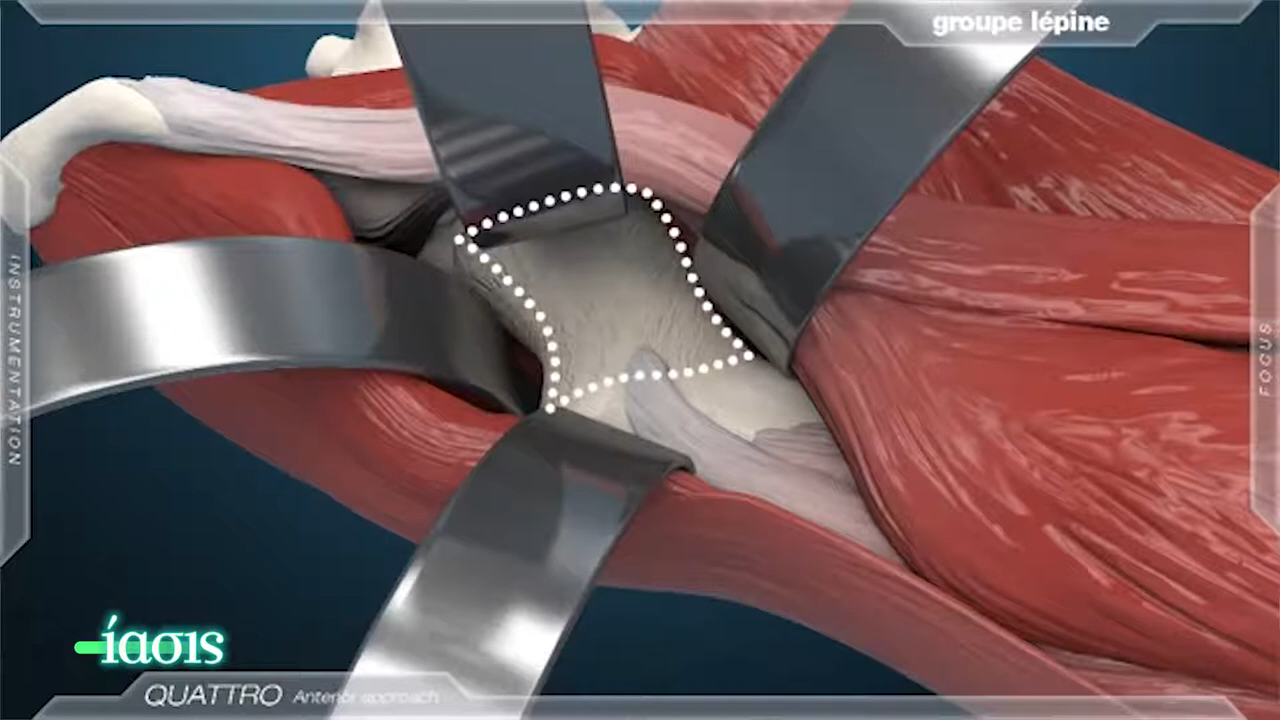 groupe lépine
INSTRUMENTATION
FOCUS
ίασις
QUATTRO Anterior approach